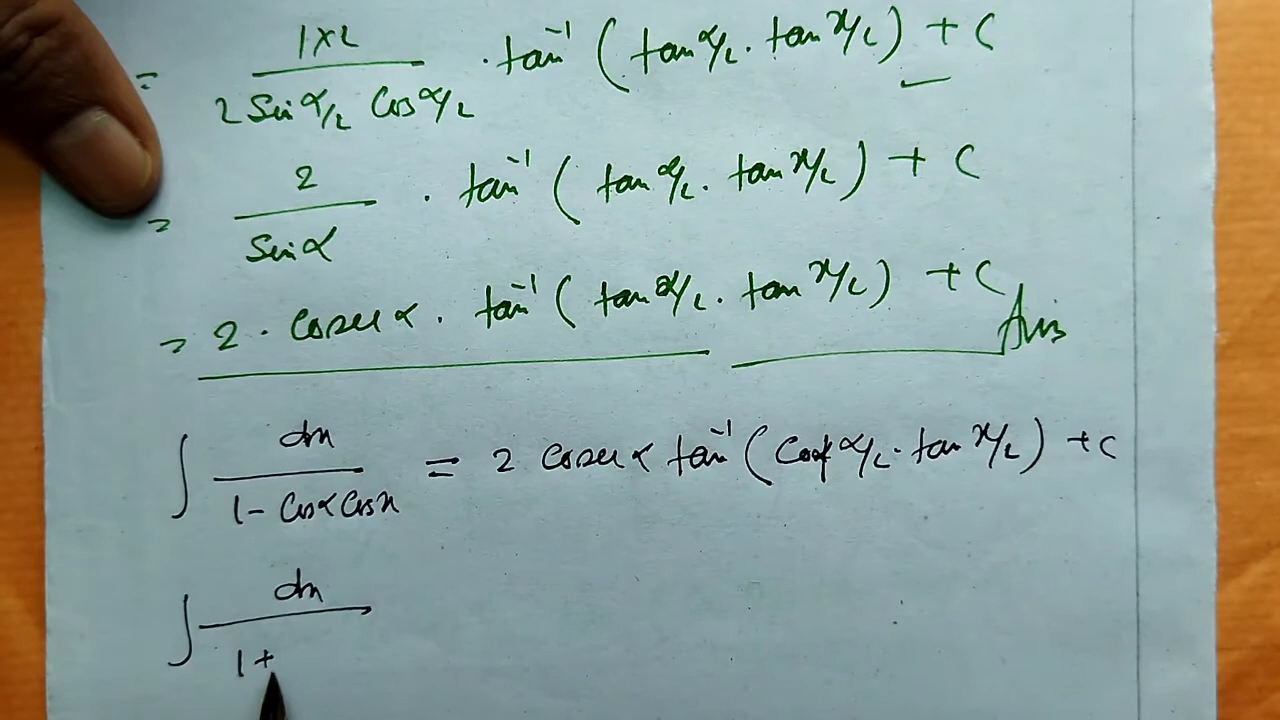 = 1×2 / 2 Sin α/2 Cos α/2 · tan⁻¹ ( tan α/2 · tan x/2 ) + C
= 2 / Sin α · tan⁻¹ ( tan α/2 · tan x/2 ) + C
= 2 · Cosec α · tan⁻¹ ( tan α/2 · tan x/2 ) + C Ans
∫ dx / 1 - Cos α Cos x = 2 Cosec α tan⁻¹ ( Cot α/2 · tan x/2 ) + C
∫ dx / 1 +